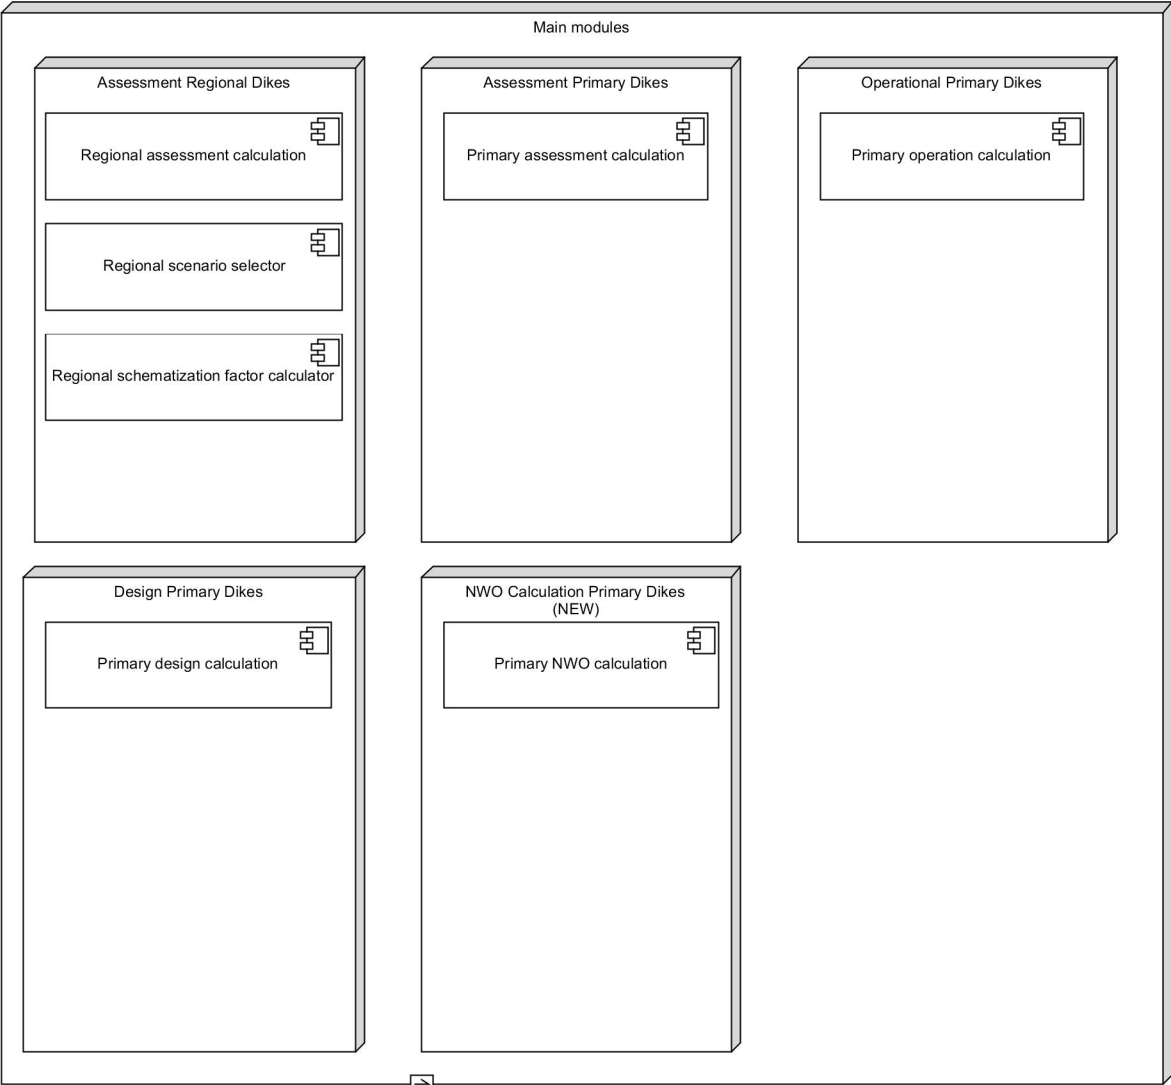 Main modules
Assessment Regional Dikes
Regional assessment calculation
Regional scenario selector
Regional schematization factor calculator
Assessment Primary Dikes
Primary assessment calculation
Operational Primary Dikes
Primary operation calculation
Design Primary Dikes
Primary design calculation
NWO Calculation Primary Dikes
(NEW)
Primary NWO calculation